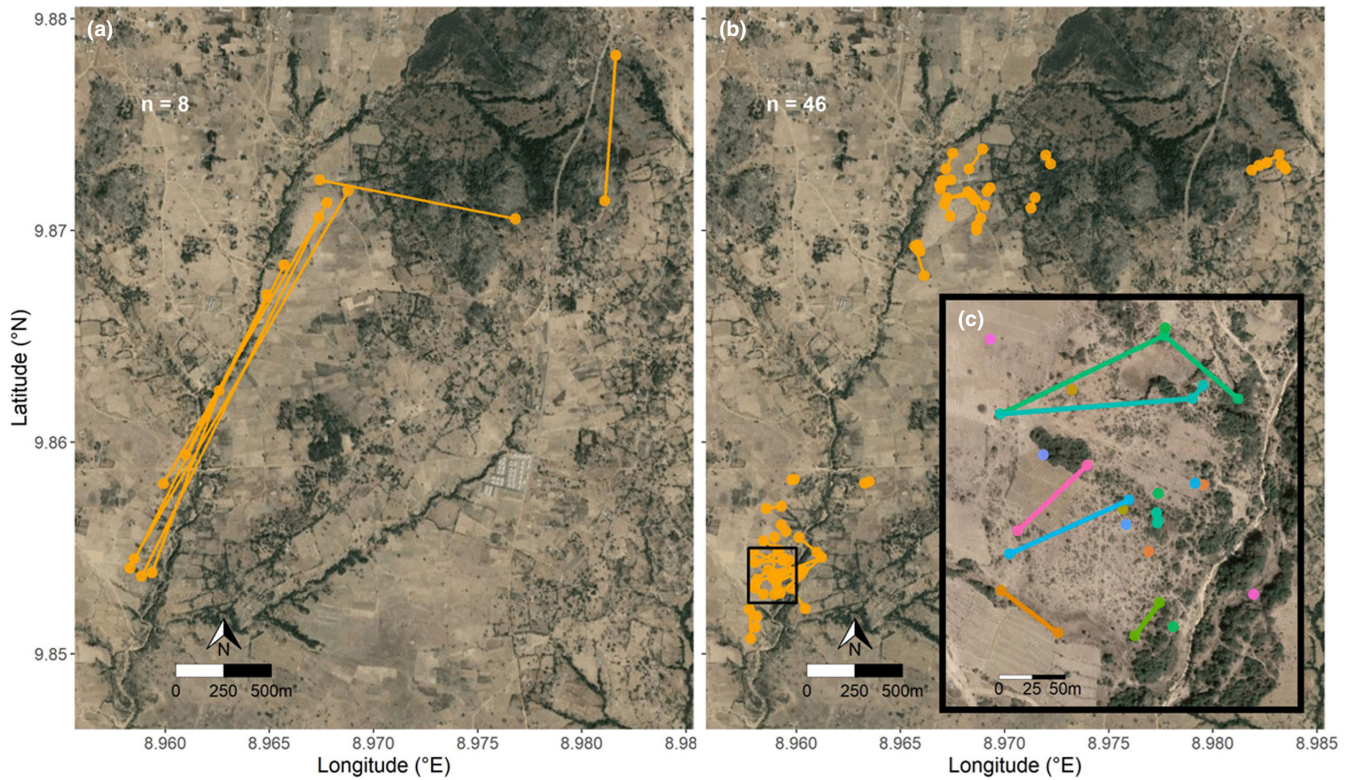 (a)
n = 8
9.88
9.87
9.86
9.85
Latitude (°N)
N
0 250 500m
8.960 8.965 8.970 8.975 8.980 8.98
Longitude (°E)
(b)
n = 46
N
0 250 500m
(c)
0 25 50m
8.960 8.965 8.970 8.975 8.980 8.985
Longitude (°E)